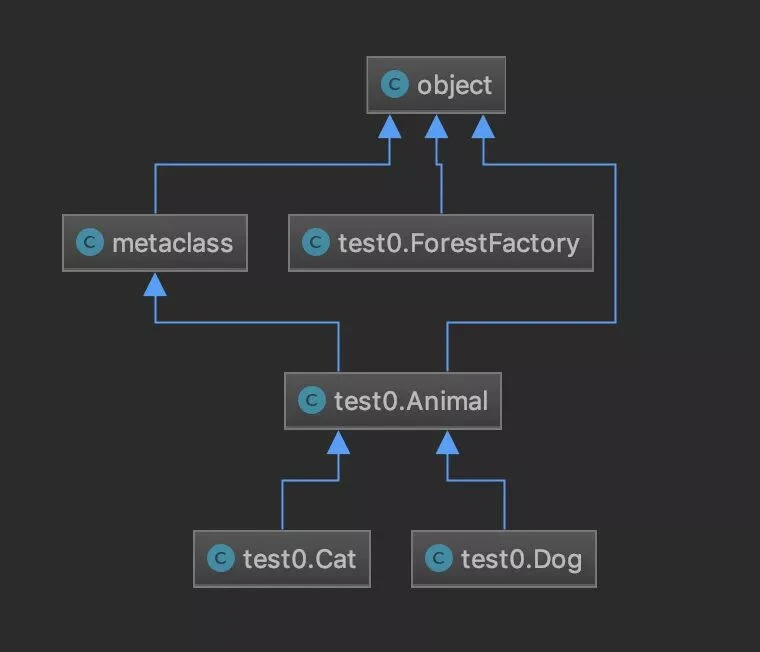 C object
C metaclass
C test0.ForestFactory
C test0.Animal
C test0.Cat
C test0.Dog